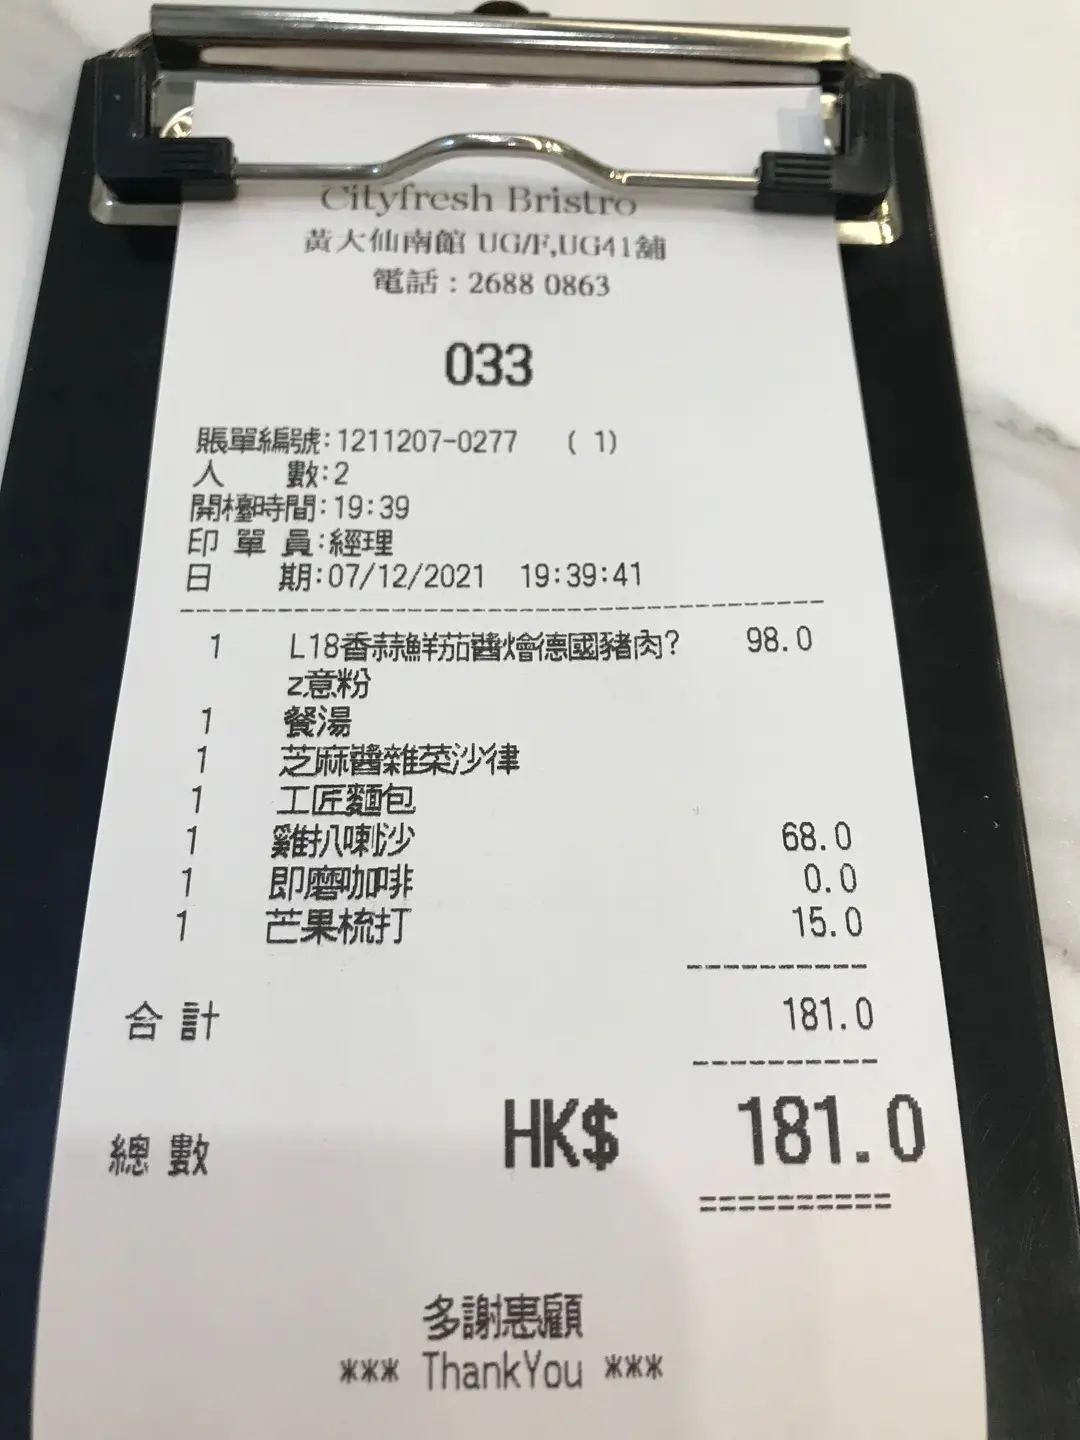 Cityfresh Bristro
黃大仙南館 UG/F,UG41舖
電話 : 2688 0863
033
賬單編號:1211207-0277 ( 1)
人 數:2
開檯時間:19:39
印 單 員:經理
日 期:07/12/2021 19:39:41
1 L18香蒜鮮茄醬燴德國豬肉? 98.0
z意粉
1 餐湯
1 芝麻醬雜菜沙律
1 工匠麵包
1 雞扒喇沙 68.0
1 即磨咖啡 0.0
1 芒果梳打 15.0
合 計 181.0
總 數 HK$ 181.0
==========
多謝惠顧
*** ThankYou ***